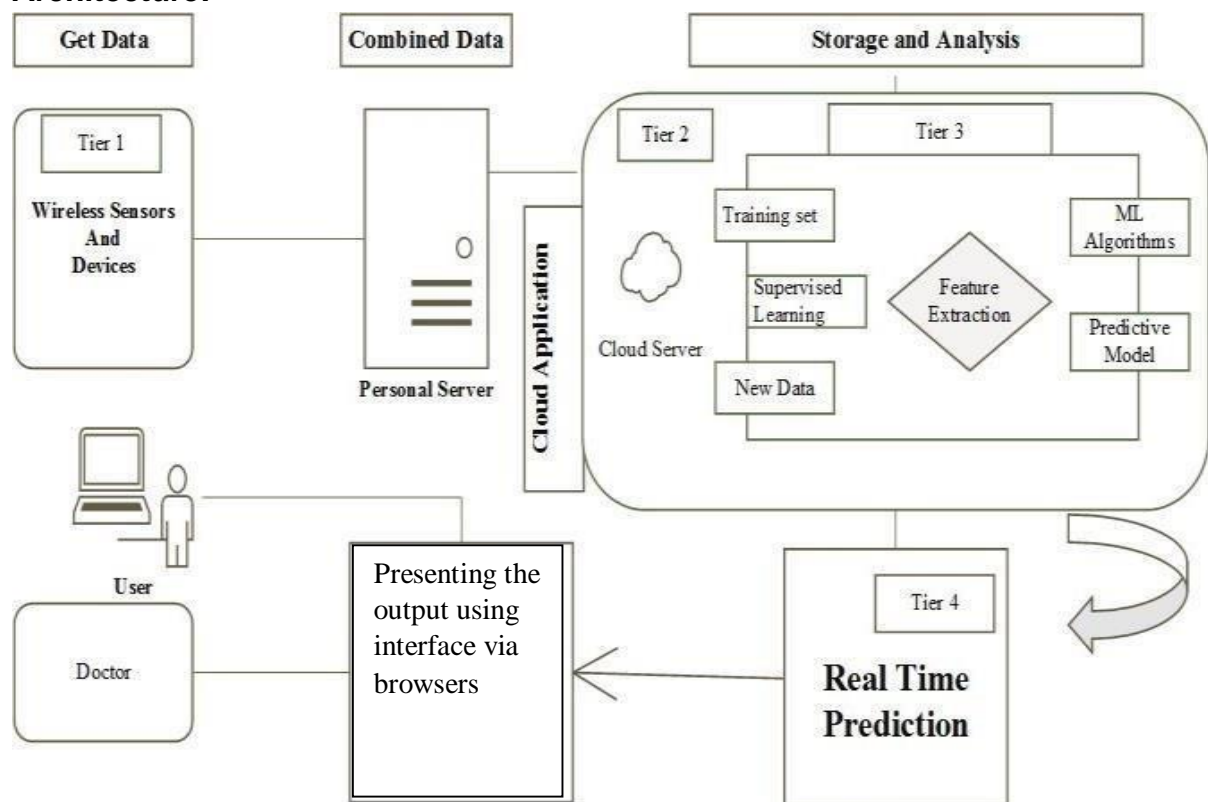 Architecture:
Get Data
Combined Data
Storage and Analysis
Tier 1
Wireless Sensors
And
Devices
Personal Server
Cloud Application
Tier 2
Cloud Server
Tier 3
Training set
Supervised
Learning
New Data
Feature
Extraction
ML
Algorithms
Predictive
Model
User
Doctor
Presenting the
output using
interface via
browsers
Tier 4
Real Time
Prediction